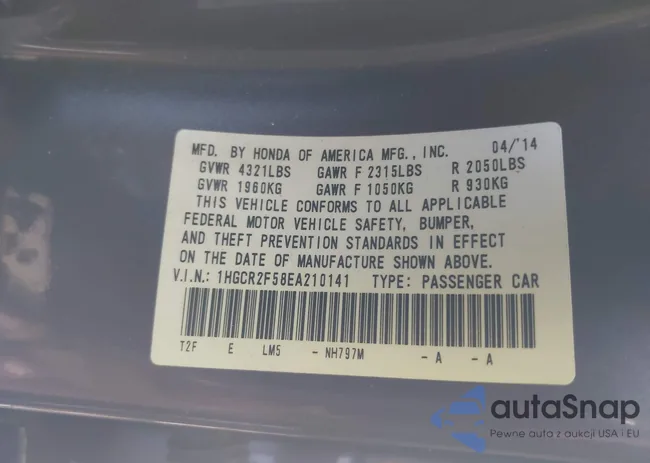 MFD. BY HONDA OF AMERICA MFG., INC. 04/'14
GVWR 4321LBS GAWR F 2315LBS R 2050LBS
GVWR 1960KG GAWR F 1050KG R 930KG
THIS VEHICLE CONFORMS TO ALL APPLICABLE
FEDERAL MOTOR VEHICLE SAFETY, BUMPER,
AND THEFT PREVENTION STANDARDS IN EFFECT
ON THE DATE OF MANUFACTURE SHOWN ABOVE.
V.I.N.: 1HGCR2F58EA210141 TYPE: PASSENGER CAR
T2F E LM5 - NH797M - A - A
autaSnap
Pewne auta z aukcji USA i EU